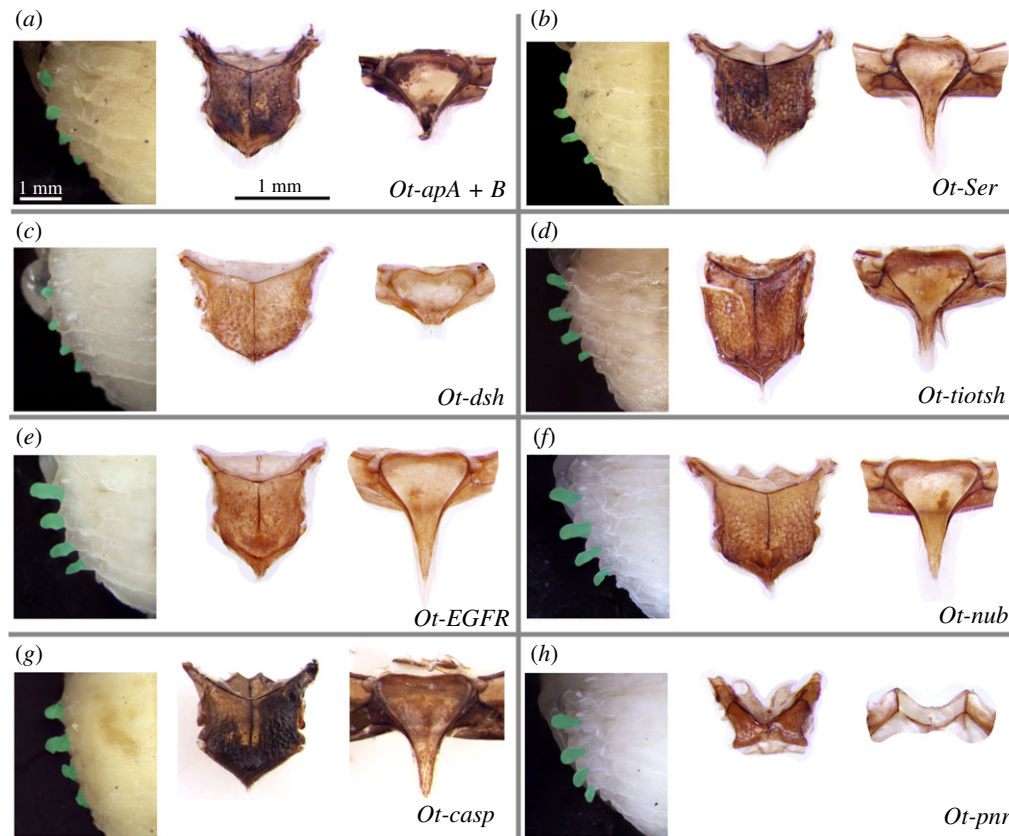 (a)
(b)
1 mm
1 mm
Ot-apA + B
Ot-Ser
(c)
(d)
Ot-dsh
Ot-tiotsh
(e)
(f)
Ot-EGFR
Ot-nub
(g)
(h)
Ot-casp
Ot-pnr